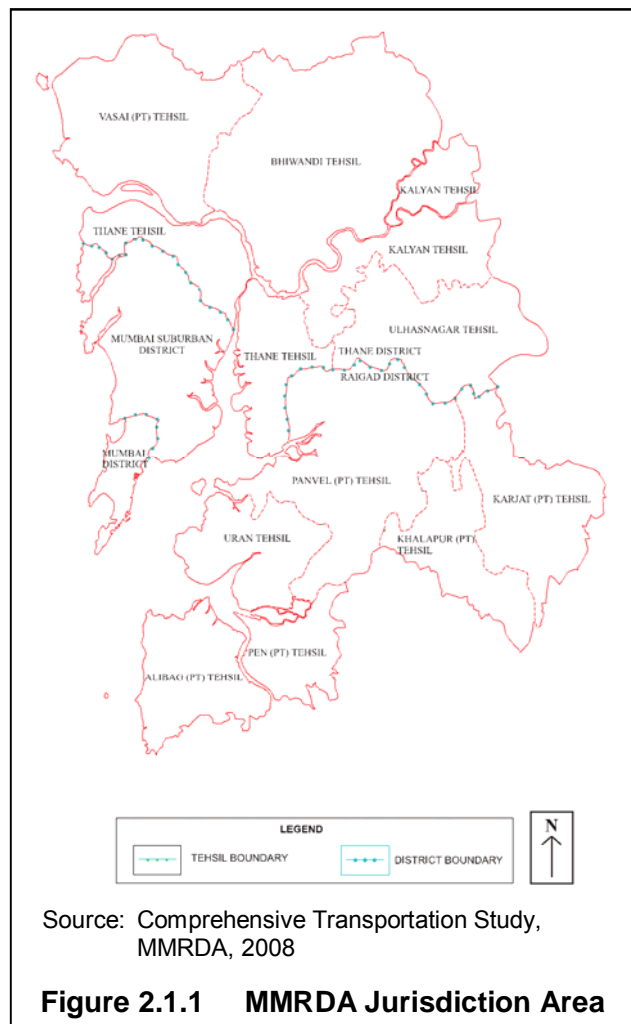 VASAI (PT) TEHSIL
BHIWANDI TEHSIL
KALYAN TEHSIL
THANE TEHSIL
KALYAN TEHSIL
ULHASNAGAR TEHSIL
MUMBAI SUBURBAN
DISTRICT
THANE TEHSIL
THANE DISTRICT
RAIGAD DISTRICT
MUMBAI
DISTRICT
PANVEL (PT) TEHSIL
KARJAT (PT) TEHSIL
URAN TEHSIL
KHALAPUR (PT)
TEHSIL
PEN (PT) TEHSIL
ALIBAG (PT) TEHSIL
LEGEND
TEHSIL BOUNDARY
DISTRICT BOUNDARY
N
Source: Comprehensive Transportation Study,
MMRDA, 2008
Figure 2.1.1 MMRDA Jurisdiction Area